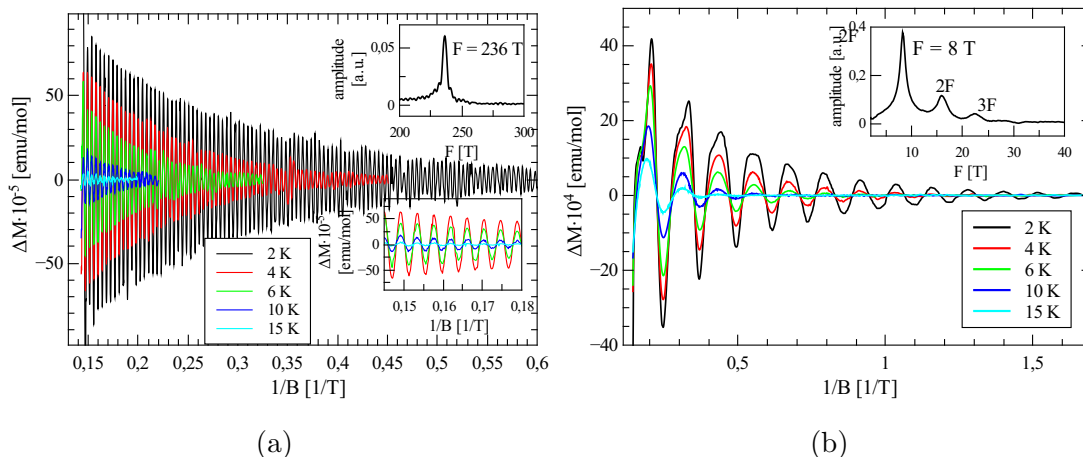 ΔM·10⁻⁵ [emu/mol]
50
0
−50
0,15
0,2
0,25
0,3
0,35
0,4
0,45
0,5
0,55
0,6
1/B [1/T]
2 K
4 K
6 K
10 K
15 K
amplitude
[a.u.]
0,05
0
F = 236 T
200
250
300
F [T]
ΔM·10⁻⁵
[emu/mol]
50
0
−50
0,15
0,16
0,17
0,18
1/B [1/T]
(a)
ΔM·10⁴ [emu/mol]
40
20
0
−20
−40
0,5
1
1,5
1/B [1/T]
2 K
4 K
6 K
10 K
15 K
amplitude [a.u.]
2F
0,4
0,2
0
F = 8 T
2F
3F
10
20
30
40
F [T]
(b)